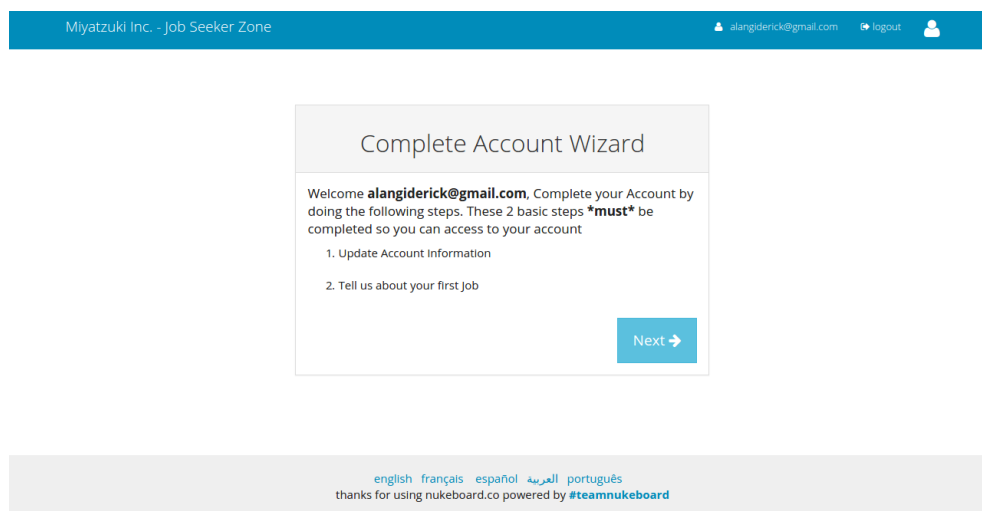 Miyatzuki Inc. - Job Seeker Zone
alangiderick@gmail.com logout
Complete Account Wizard
Welcome alangiderick@gmail.com, Complete your Account by
doing the following steps. These 2 basic steps *must* be
completed so you can access to your account
1. Update Account Information
2. Tell us about your first Job
Next
english français español العربية português
thanks for using nukeboard.co powered by #teamnukeboard